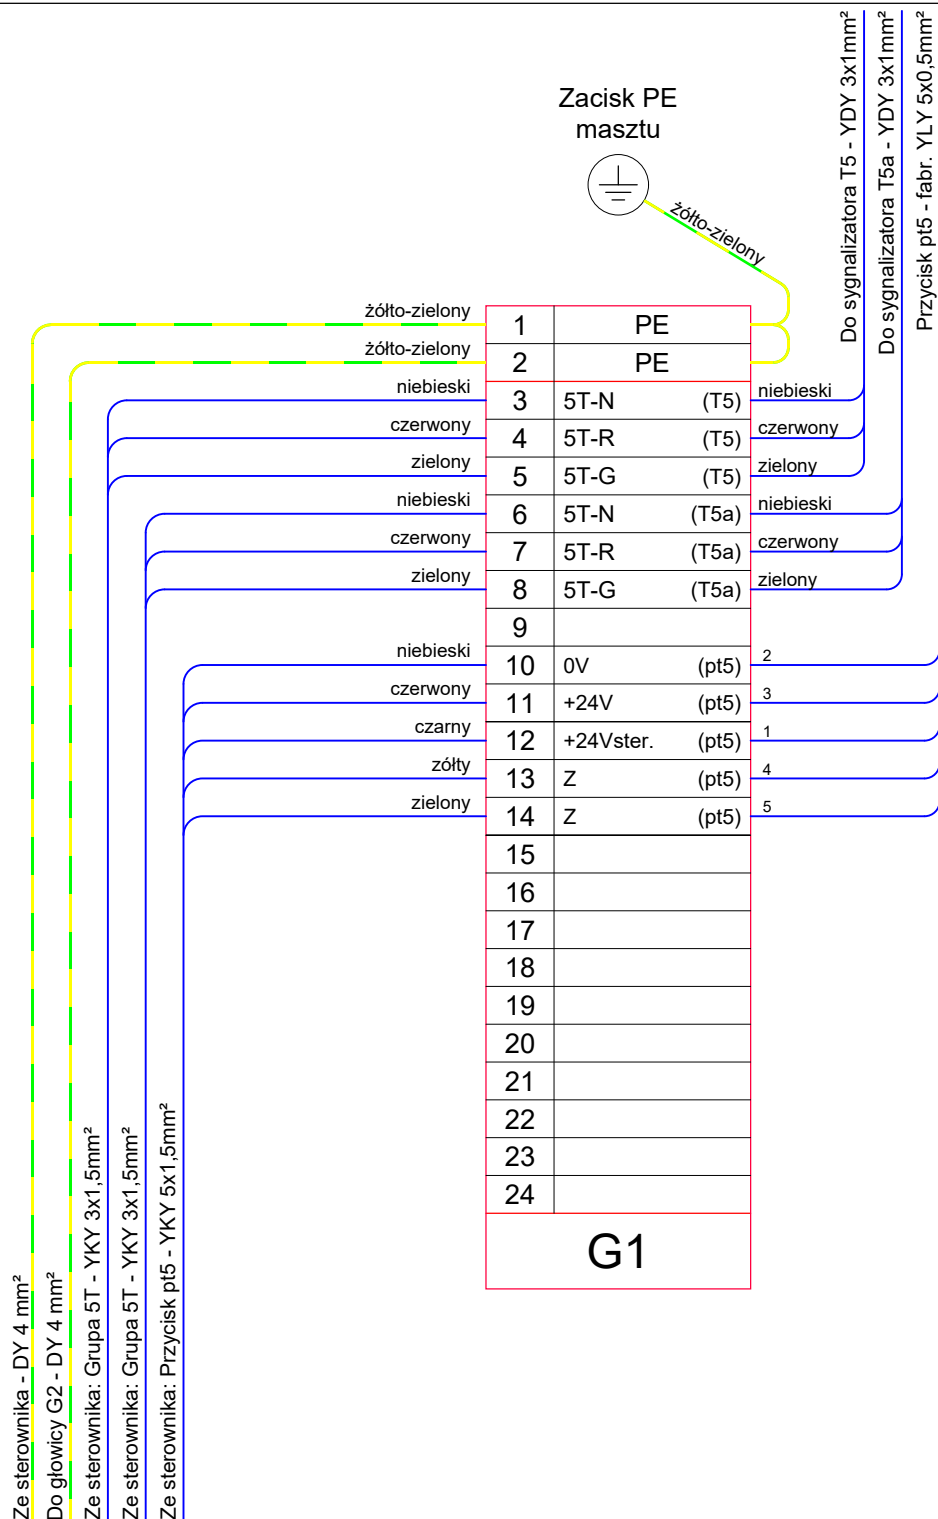 Zacisk PE
masztu
żółto-zielony
Do sygnalizatora T5 - YDY 3x1mm²
Do sygnalizatora T5a - YDY 3x1mm²
Przycisk pt5 - fabr. YLY 5x0,5mm²
żółto-zielony 1 PE
żółto-zielony 2 PE
niebieski 3 5T-N (T5) niebieski
czerwony 4 5T-R (T5) czerwony
zielony 5 5T-G (T5) zielony
niebieski 6 5T-N (T5a) niebieski
czerwony 7 5T-R (T5a) czerwony
zielony 8 5T-G (T5a) zielony
9
niebieski 10 0V (pt5) 2
czerwony 11 +24V (pt5) 3
czarny 12 +24Vster. (pt5) 1
zółty 13 Z (pt5) 4
zielony 14 Z (pt5) 5
15
16
17
18
19
20
21
22
23
24
G1
Ze sterownika - DY 4 mm²
Do głowicy G2 - DY 4 mm²
Ze sterownika: Grupa 5T - YKY 3x1,5mm²
Ze sterownika: Grupa 5T - YKY 3x1,5mm²
Ze sterownika: Przycisk pt5 - YKY 5x1,5mm²